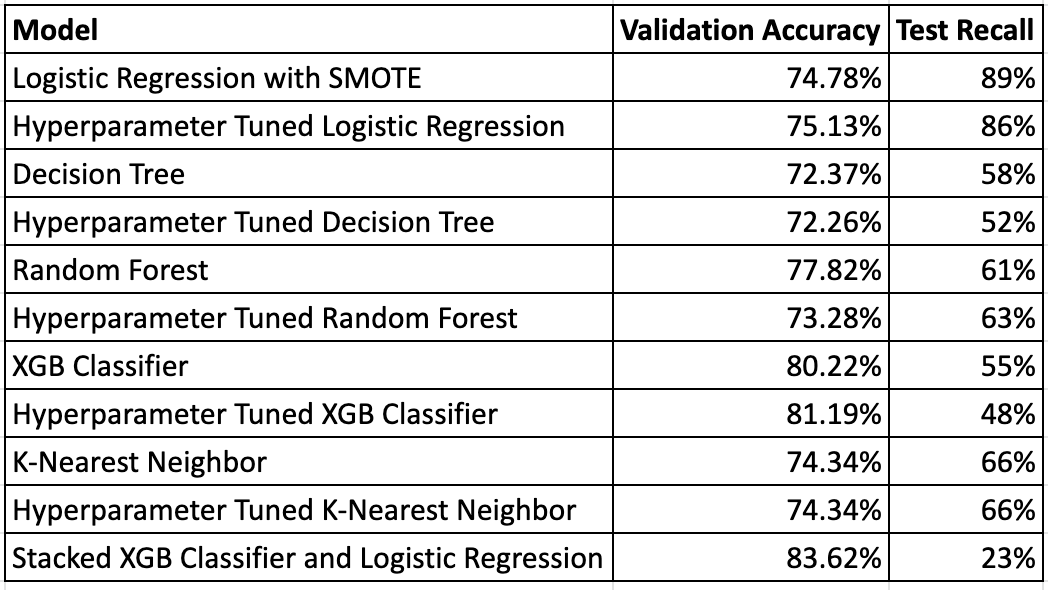 Model Validation Accuracy Test Recall
Logistic Regression with SMOTE 74.78% 89%
Hyperparameter Tuned Logistic Regression 75.13% 86%
Decision Tree 72.37% 58%
Hyperparameter Tuned Decision Tree 72.26% 52%
Random Forest 77.82% 61%
Hyperparameter Tuned Random Forest 73.28% 63%
XGB Classifier 80.22% 55%
Hyperparameter Tuned XGB Classifier 81.19% 48%
K-Nearest Neighbor 74.34% 66%
Hyperparameter Tuned K-Nearest Neighbor 74.34% 66%
Stacked XGB Classifier and Logistic Regression 83.62% 23%